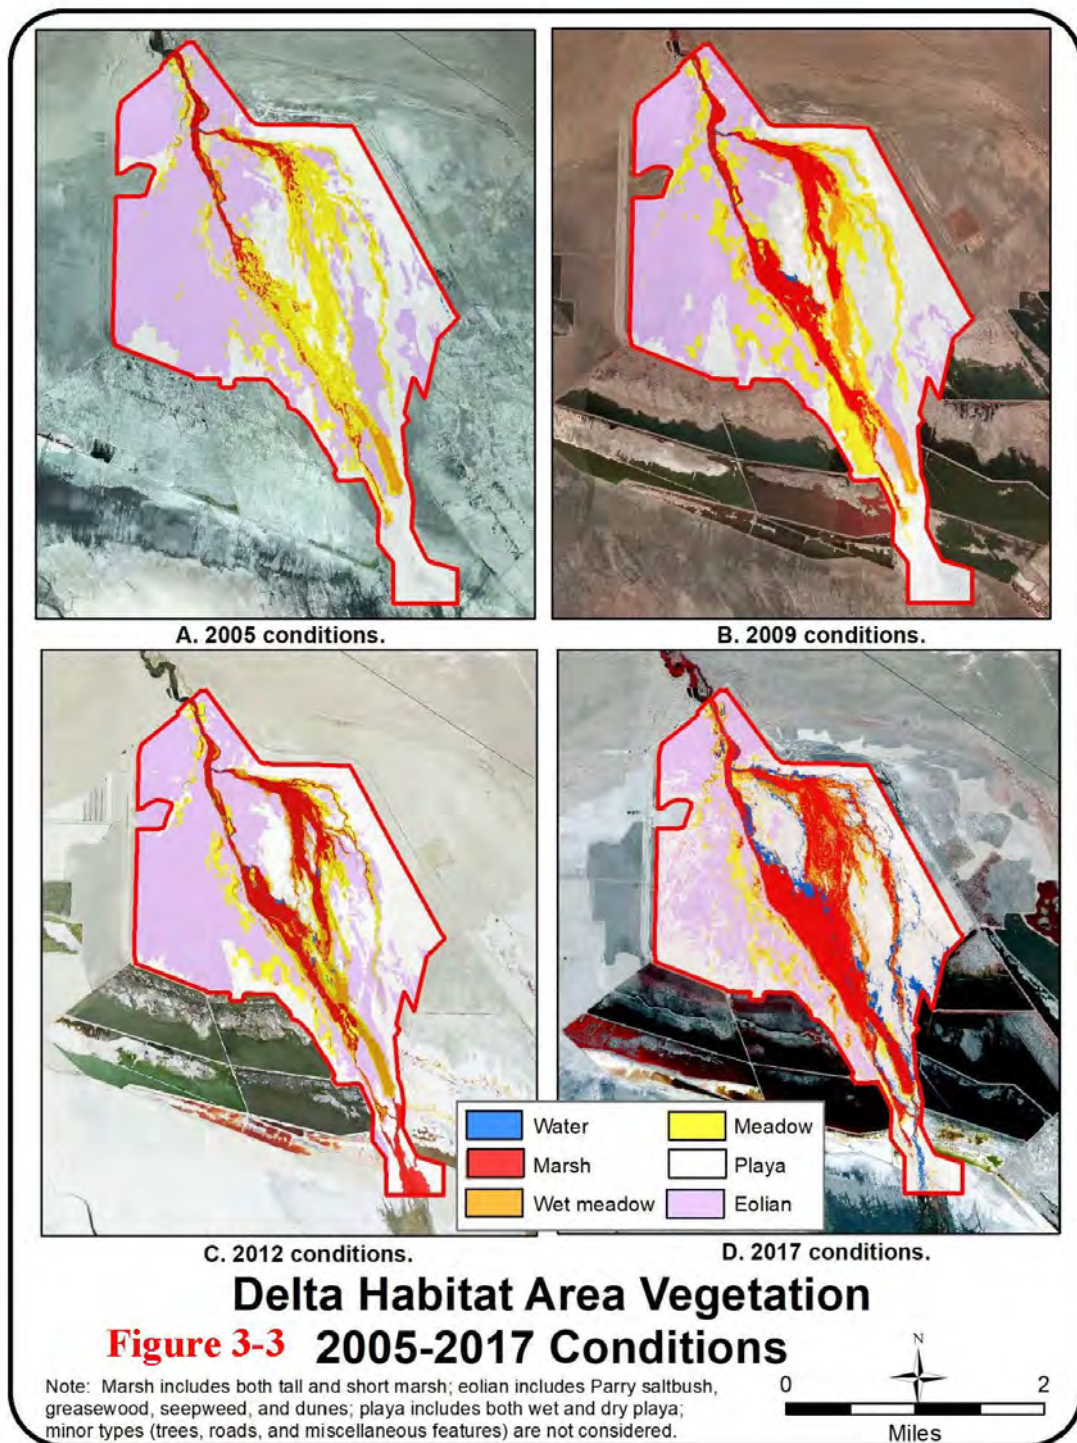 A. 2005 conditions.
B. 2009 conditions.
Water
Marsh
Wet meadow
Meadow
Playa
Eolian
C. 2012 conditions.
D. 2017 conditions.
Delta Habitat Area Vegetation
Figure 3-3 2005-2017 Conditions
Note: Marsh includes both tall and short marsh; eolian includes Parry saltbush,
greasewood, seepweed, and dunes; playa includes both wet and dry playa;
minor types (trees, roads, and miscellaneous features) are not considered.
N
0 2
Miles